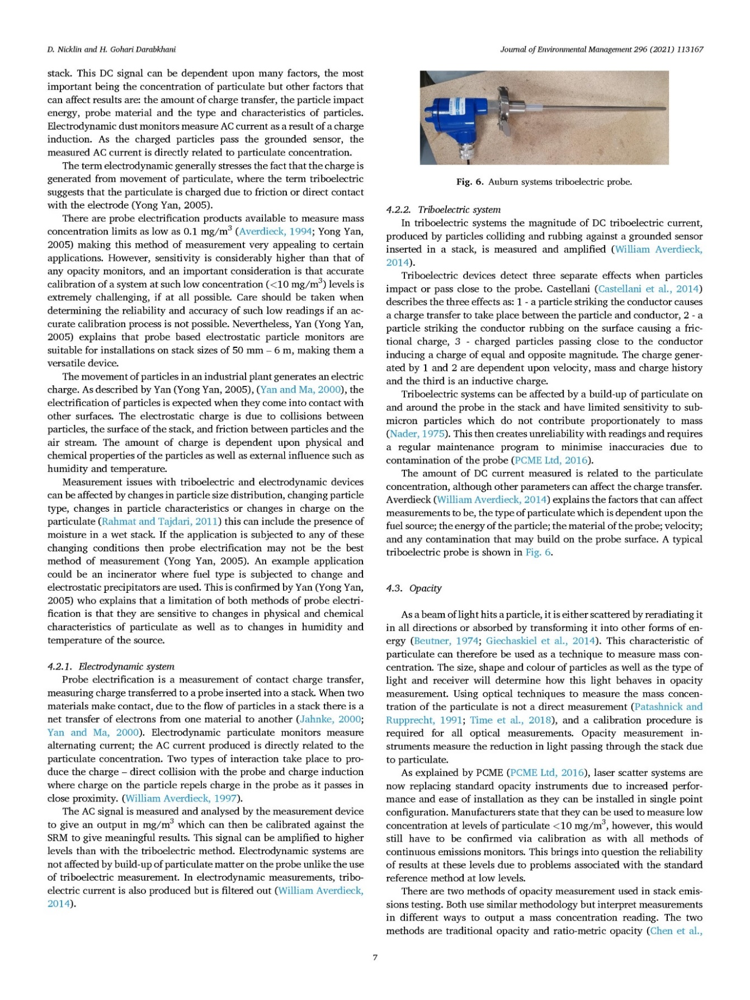 D. Nicklin and H. Gohari Darabkhani
Journal of Environmental Management 296 (2021) 113167
stack. This DC signal can be dependent upon many factors, the most
important being the concentration of particulate but other factors that
can affect results are: the amount of charge transfer, the particle impact
energy, probe material and the type and characteristics of particles.
Electrodynamic dust monitors measure AC current as a result of a charge
induction. As the charged particles pass the grounded sensor, the
measured AC current is directly related to particulate concentration.
The term electrodynamic generally stresses the fact that the charge is
generated from movement of particulate, where the term triboelectric
suggests that the particulate is charged due to friction or direct contact
with the electrode (Yong Yan, 2005).
There are probe electrification products available to measure mass
concentration limits as low as 0.1 mg/m³ (Averdieck, 1994; Yong Yan,
2005) making this method of measurement very appealing to certain
applications. However, sensitivity is considerably higher than that of
any opacity monitors, and an important consideration is that accurate
calibration of a system at such low concentration (<10 mg/m³) levels is
extremely challenging, if at all possible. Care should be taken when
determining the reliability and accuracy of such low readings if an ac-
curate calibration process is not possible. Nevertheless, Yan (Yong Yan,
2005) explains that probe based electrostatic particle monitors are
suitable for installations on stack sizes of 50 mm – 6 m, making them a
versatile device.
The movement of particles in an industrial plant generates an electric
charge. As described by Yan (Yong Yan, 2005), (Yan and Ma, 2000), the
electrification of particles is expected when they come into contact with
other surfaces. The electrostatic charge is due to collisions between
particles, the surface of the stack, and friction between particles and the
air stream. The amount of charge is dependent upon physical and
chemical properties of the particles as well as external influence such as
humidity and temperature.
Measurement issues with triboelectric and electrodynamic devices
can be affected by changes in particle size distribution, changing particle
type, changes in particle characteristics or changes in charge on the
particulate (Rahmat and Tajdari, 2011) this can include the presence of
moisture in a wet stack. If the application is subjected to any of these
changing conditions then probe electrification may not be the best
method of measurement (Yong Yan, 2005). An example application
could be an incinerator where fuel type is subjected to change and
electrostatic precipitators are used. This is confirmed by Yan (Yong Yan,
2005) who explains that a limitation of both methods of probe electri-
fication is that they are sensitive to changes in physical and chemical
characteristics of particulate as well as to changes in humidity and
temperature of the source.
4.2.1. Electrodynamic system
Probe electrification is a measurement of contact charge transfer,
measuring charge transferred to a probe inserted into a stack. When two
materials make contact, due to the flow of particles in a stack there is a
net transfer of electrons from one material to another (Jahnke, 2000;
Yan and Ma, 2000). Electrodynamic particulate monitors measure
alternating current; the AC current produced is directly related to the
particulate concentration. Two types of interaction take place to pro-
duce the charge – direct collision with the probe and charge induction
where charge on the particle repels charge in the probe as it passes in
close proximity. (William Averdieck, 1997).
The AC signal is measured and analysed by the measurement device
to give an output in mg/m³ which can then be calibrated against the
SRM to give meaningful results. This signal can be amplified to higher
levels than with the triboelectric method. Electrodynamic systems are
not affected by build-up of particulate matter on the probe unlike the use
of triboelectric measurement. In electrodynamic measurements, tribo-
electric current is also produced but is filtered out (William Averdieck,
2014).
Fig. 6. Auburn systems triboelectric probe.
4.2.2. Triboelectric system
In triboelectric systems the magnitude of DC triboelectric current,
produced by particles colliding and rubbing against a grounded sensor
inserted in a stack, is measured and amplified (William Averdieck,
2014).
Triboelectric devices detect three separate effects when particles
impact or pass close to the probe. Castellani (Castellani et al., 2014)
describes the three effects as: 1 - a particle striking the conductor causes
a charge transfer to take place between the particle and conductor, 2 - a
particle striking the conductor rubbing on the surface causing a fric-
tional charge, 3 - charged particles passing close to the conductor
inducing a charge of equal and opposite magnitude. The charge gener-
ated by 1 and 2 are dependent upon velocity, mass and charge history
and the third is an inductive charge.
Triboelectric systems can be affected by a build-up of particulate on
and around the probe in the stack and have limited sensitivity to sub-
micron particles which do not contribute proportionately to mass
(Nader, 1975). This then creates unreliability with readings and requires
a regular maintenance program to minimise inaccuracies due to
contamination of the probe (PCME Ltd, 2016).
The amount of DC current measured is related to the particulate
concentration, although other parameters can affect the charge transfer.
Averdieck (William Averdieck, 2014) explains the factors that can affect
measurements to be, the type of particulate which is dependent upon the
fuel source; the energy of the particle; the material of the probe; velocity;
and any contamination that may build on the probe surface. A typical
triboelectric probe is shown in Fig. 6.
4.3. Opacity
As a beam of light hits a particle, it is either scattered by reradiating it
in all directions or absorbed by transforming it into other forms of en-
ergy (Beutner, 1974; Giechaskiel et al., 2014). This characteristic of
particulate can therefore be used as a technique to measure mass con-
centration. The size, shape and colour of particles as well as the type of
light and receiver will determine how this light behaves in opacity
measurement. Using optical techniques to measure the mass concen-
tration of the particulate is not a direct measurement (Patashnick and
Rupprecht, 1991; Time et al., 2018), and a calibration procedure is
required for all optical measurements. Opacity measurement in-
struments measure the reduction in light passing through the stack due
to particulate.
As explained by PCME (PCME Ltd, 2016), laser scatter systems are
now replacing standard opacity instruments due to increased perfor-
mance and ease of installation as they can be installed in single point
configuration. Manufacturers state that they can be used to measure low
concentration at levels of particulate <10 mg/m³, however, this would
still have to be confirmed via calibration as with all methods of
continuous emissions monitors. This brings into question the reliability
of results at these levels due to problems associated with the standard
reference method at low levels.
There are two methods of opacity measurement used in stack emis-
sions testing. Both use similar methodology but interpret measurements
in different ways to output a mass concentration reading. The two
methods are traditional opacity and ratio-metric opacity (Chen et al.,
7